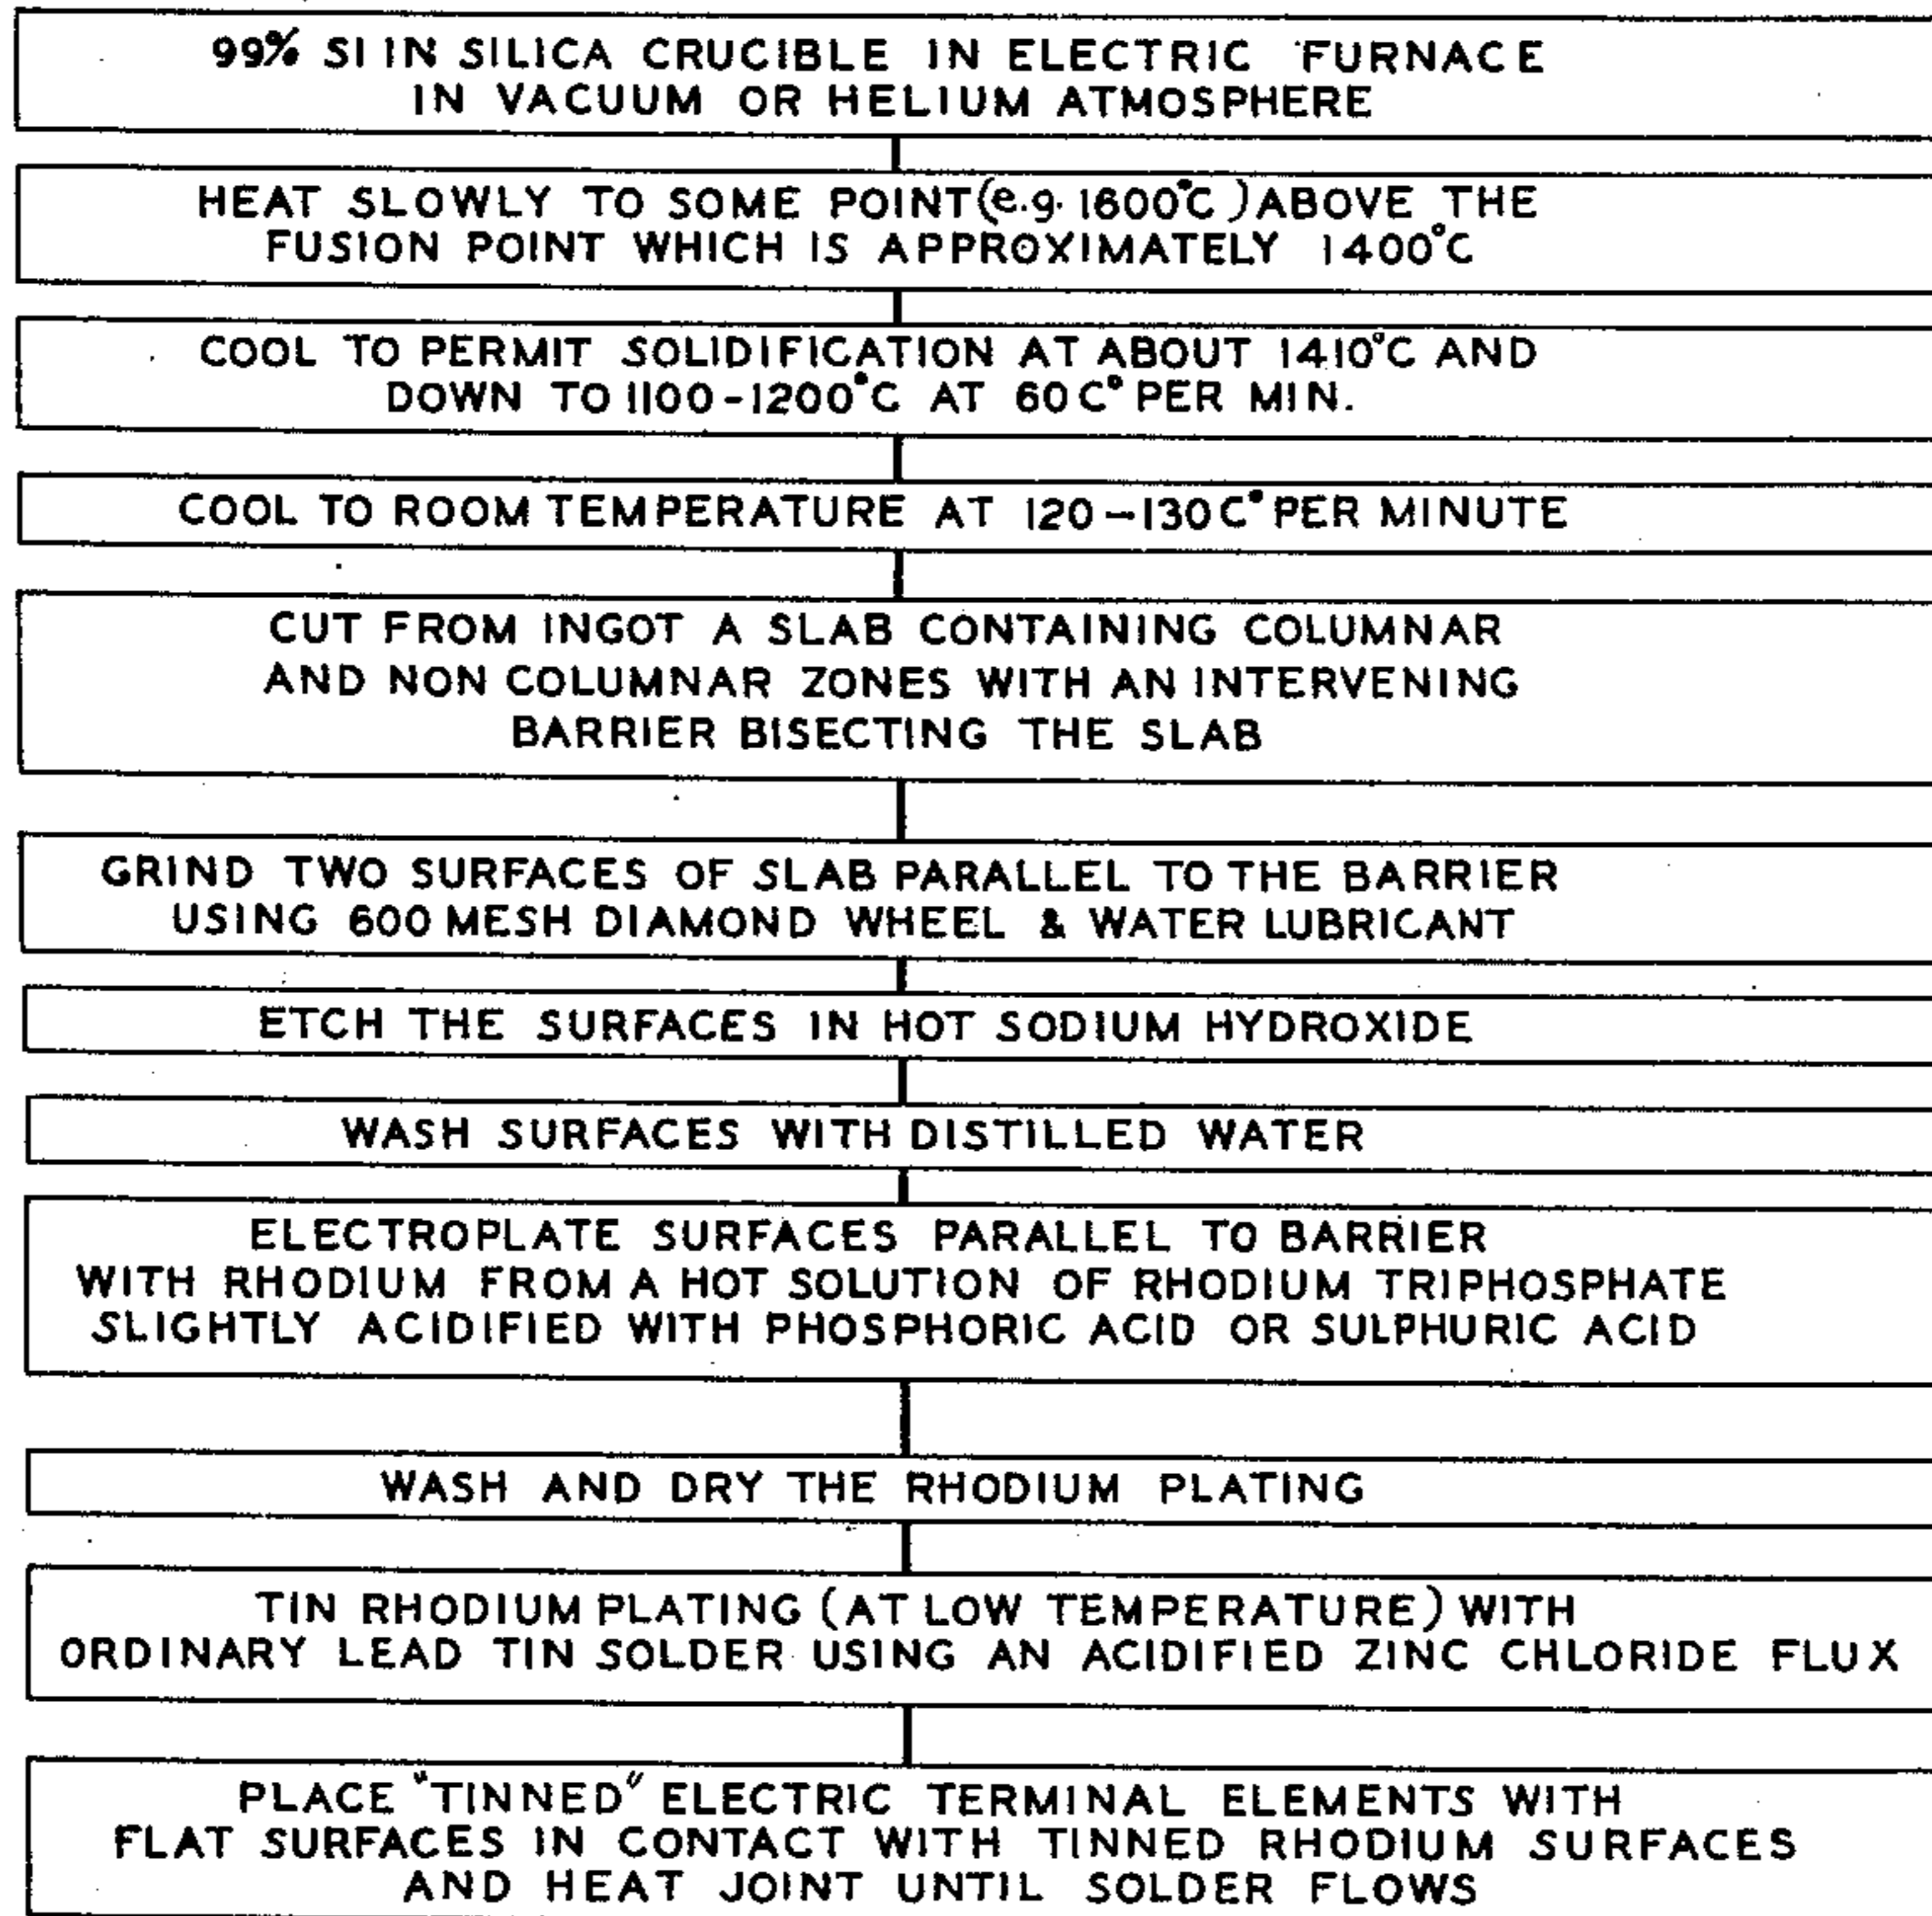 99% SI IN SILICA CRUCIBLE IN ELECTRIC FURNACE
IN VACUUM OR HELIUM ATMOSPHERE
HEAT SLOWLY TO SOME POINT (e.g. 1600°C) ABOVE THE
FUSION POINT WHICH IS APPROXIMATELY 1400°C
COOL TO PERMIT SOLIDIFICATION AT ABOUT 1410°C AND
DOWN TO 1100-1200°C AT 60 C° PER MIN.
COOL TO ROOM TEMPERATURE AT 120-130 C° PER MINUTE
CUT FROM INGOT A SLAB CONTAINING COLUMNAR
AND NON COLUMNAR ZONES WITH AN INTERVENING
BARRIER BISECTING THE SLAB
GRIND TWO SURFACES OF SLAB PARALLEL TO THE BARRIER
USING 600 MESH DIAMOND WHEEL & WATER LUBRICANT
ETCH THE SURFACES IN HOT SODIUM HYDROXIDE
WASH SURFACES WITH DISTILLED WATER
ELECTROPLATE SURFACES PARALLEL TO BARRIER
WITH RHODIUM FROM A HOT SOLUTION OF RHODIUM TRIPHOSPHATE
SLIGHTLY ACIDIFIED WITH PHOSPHORIC ACID OR SULPHURIC ACID
WASH AND DRY THE RHODIUM PLATING
TIN RHODIUM PLATING (AT LOW TEMPERATURE) WITH
ORDINARY LEAD TIN SOLDER USING AN ACIDIFIED ZINC CHLORIDE FLUX
PLACE "TINNED" ELECTRIC TERMINAL ELEMENTS WITH
FLAT SURFACES IN CONTACT WITH TINNED RHODIUM SURFACES
AND HEAT JOINT UNTIL SOLDER FLOWS